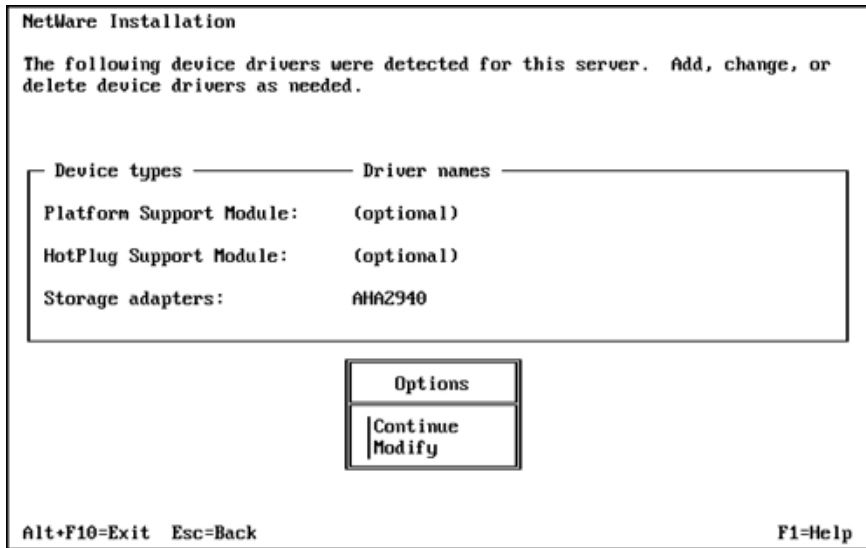 NetWare Installation
The following device drivers were detected for this server. Add, change, or
delete device drivers as needed.
Device types Driver names
Platform Support Module: (optional)
HotPlug Support Module: (optional)
Storage adapters: AHA2940
Options
Continue
Modify
Alt+F10=Exit Esc=Back F1=Help